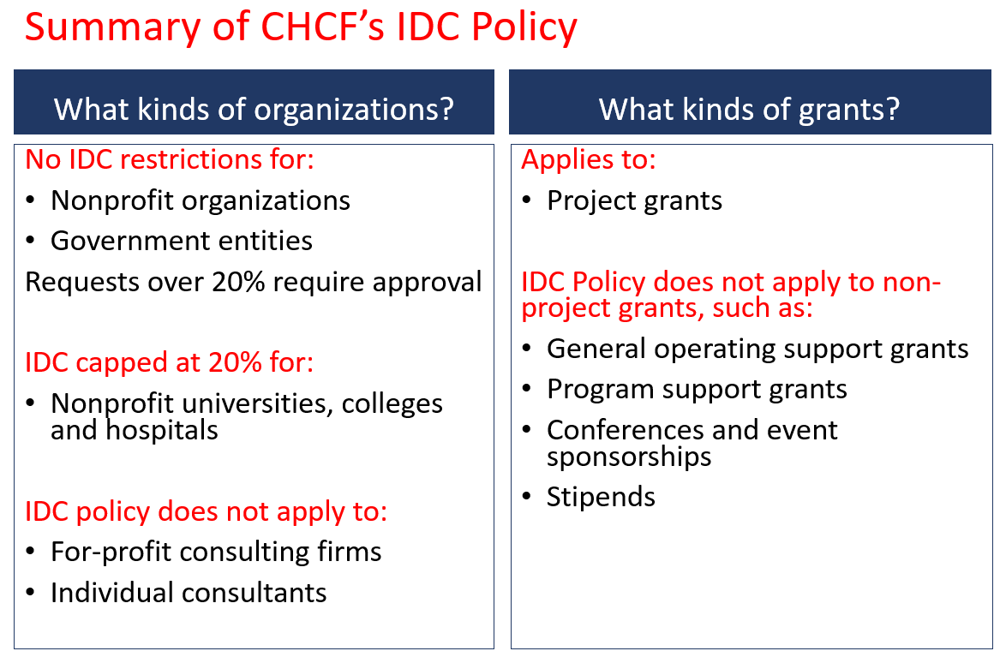 Summary of CHCF's IDC Policy
What kinds of organizations?
No IDC restrictions for:
• Nonprofit organizations
• Government entities
Requests over 20% require approval
IDC capped at 20% for:
• Nonprofit universities, colleges
and hospitals
IDC policy does not apply to:
• For-profit consulting firms
• Individual consultants
What kinds of grants?
Applies to:
• Project grants
IDC Policy does not apply to non-
project grants, such as:
• General operating support grants
• Program support grants
• Conferences and event
sponsorships
• Stipends